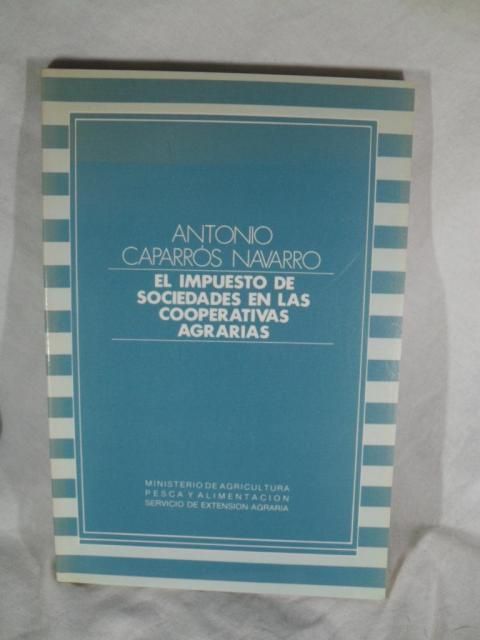 ANTONIO
CAPARRÓS NAVARRO
EL IMPUESTO DE
SOCIEDADES EN LAS
COOPERATIVAS
AGRARIAS
MINISTERIO DE AGRICULTURA
PESCA Y ALIMENTACION
SERVICIO DE EXTENSION AGRARIA